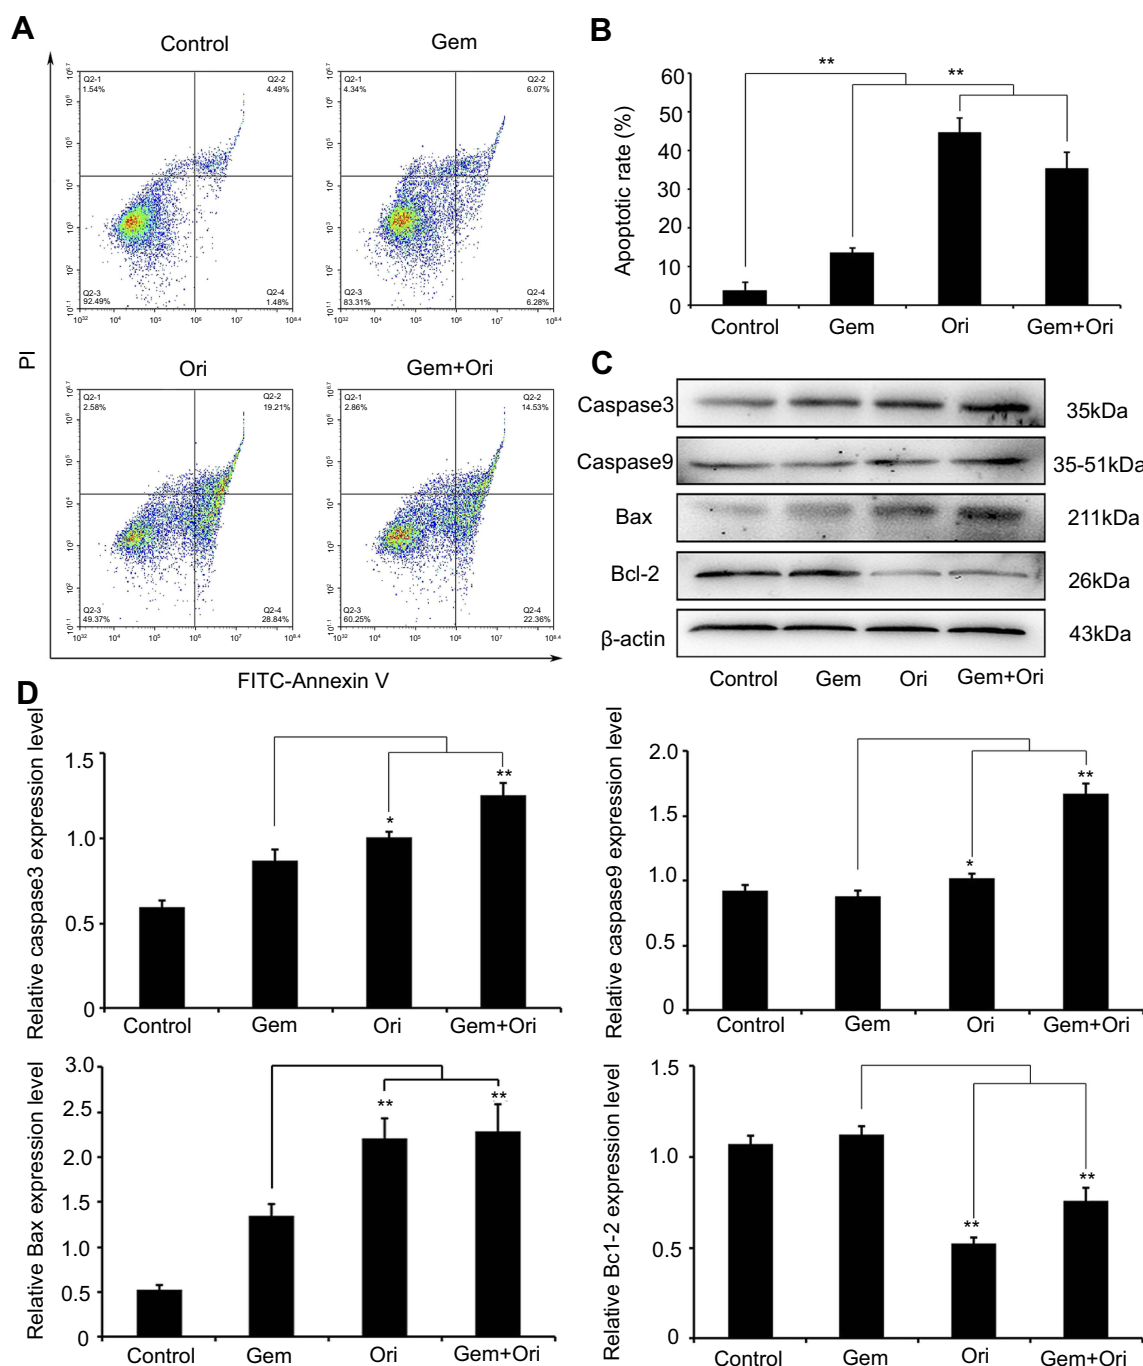 A
Control
Gem
Q2-1
1.54%
Q2-2
4.49%
Q2-3
92.49%
Q2-4
1.48%
Q2-1
4.34%
Q2-2
6.07%
Q2-3
83.31%
Q2-4
6.28%
Ori
Gem+Ori
Q2-1
2.58%
Q2-2
19.21%
Q2-3
49.37%
Q2-4
28.84%
Q2-1
2.86%
Q2-2
14.53%
Q2-3
60.25%
Q2-4
22.36%
PI
FITC-Annexin V
B
Apoptotic rate (%)
60
50
40
30
20
10
0
**
**
Control
Gem
Ori
Gem+Ori
C
Caspase3
35kDa
Caspase9
35-51kDa
Bax
211kDa
Bcl-2
26kDa
β-actin
43kDa
Control
Gem
Ori
Gem+Ori
D
Relative caspase3 expression level
1.5
1.0
0.5
0
*
**
Control
Gem
Ori
Gem+Ori
Relative caspase9 expression level
2.0
1.5
1.0
0.5
0
*
**
Control
Gem
Ori
Gem+Ori
Relative Bax expression level
3.0
2.5
2.0
1.5
1.0
0.5
0
**
**
Control
Gem
Ori
Gem+Ori
Relative Bc1-2 expression level
1.5
1.0
0.5
0
**
**
Control
Gem
Ori
Gem+Ori